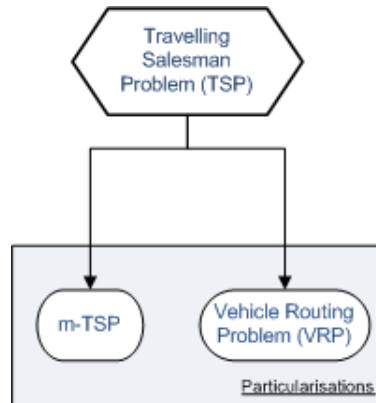 Travelling
Salesman
Problem (TSP)
m-TSP
Vehicle Routing
Problem (VRP)
Particularisations